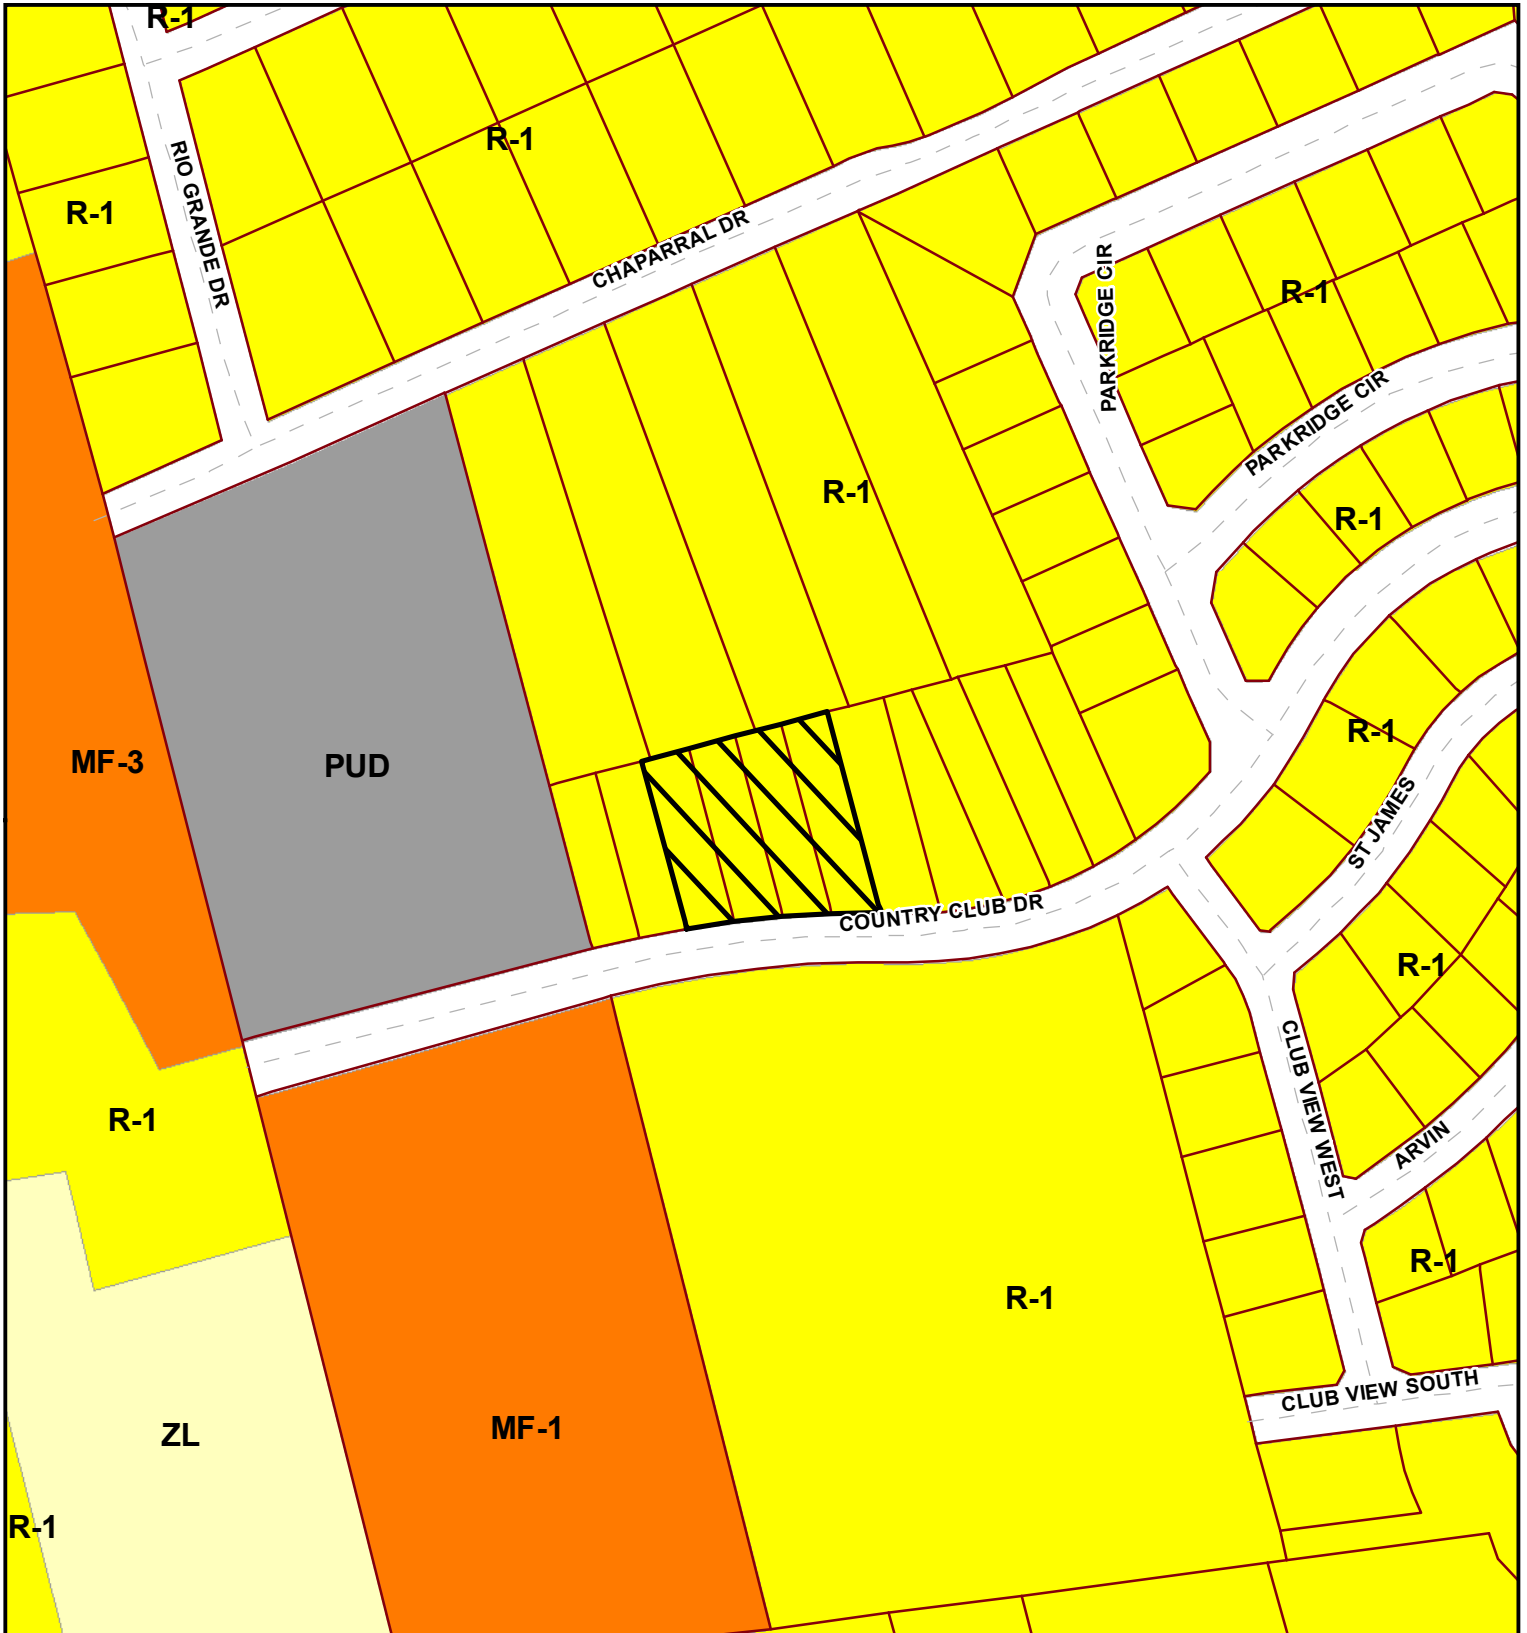 R-1
R-1
RIO GRANDE DR
R-1
CHAPARRAL DR
PARKRIDGE CIR
R-1
PARKRIDGE CIR
R-1
R-1
R-1
MF-3
PUD
ST JAMES
COUNTRY CLUB DR
R-1
CLUB VIEW WEST
R-1
ARVIN
R-1
R-1
CLUB VIEW SOUTH
ZL
MF-1
R-1